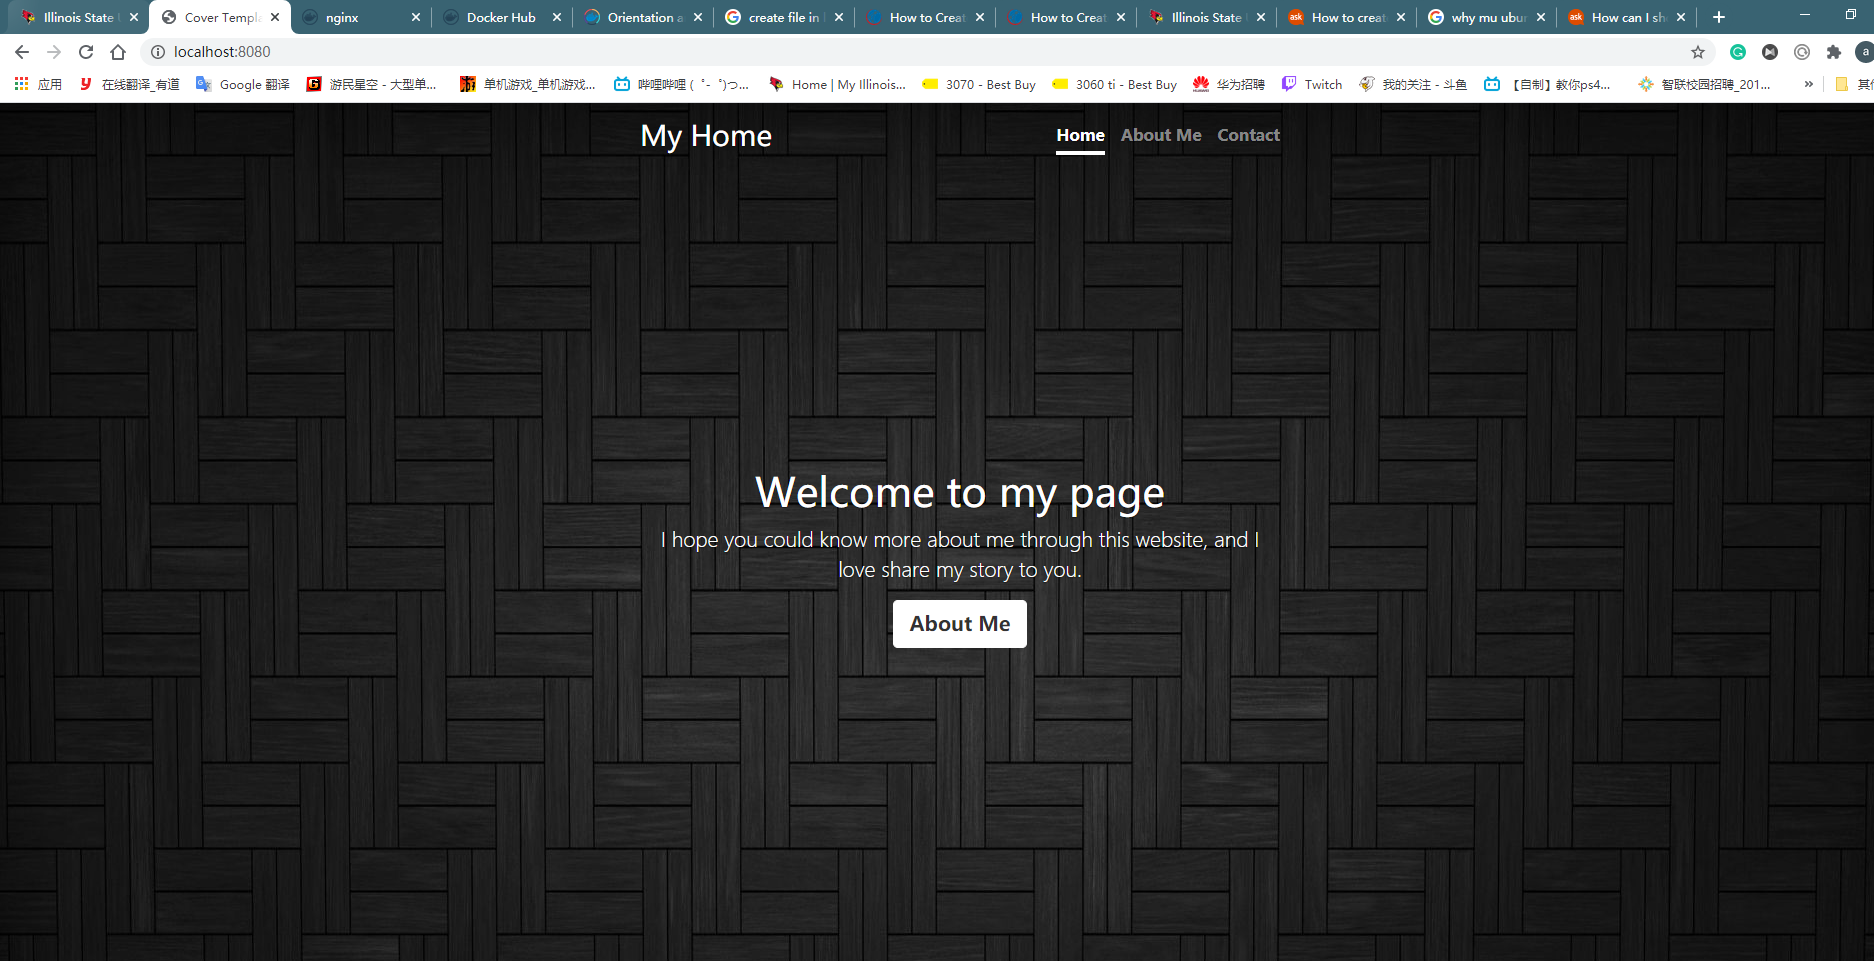 Illinois State
Cover Templa
nginx
Docker Hub
Orientation a
create file in
How to Creat
How to Creat
Illinois State
ask
How to creat
why mu ubu
ask
How can I sh
localhost:8080
a
应用
在线翻译_有道
Google 翻译
游民星空 - 大型单...
单机游戏_单机游戏...
哔哩哔哩 ( ゜- ゜)つ...
Home | My Illinois...
3070 - Best Buy
3060 ti - Best Buy
华为招聘
Twitch
我的关注 - 斗鱼
【自制】教你ps4...
智联校园招聘_201...
»
其
My Home
Home
About Me
Contact
Welcome to my page
I hope you could know more about me through this website, and I
love share my story to you.
About Me